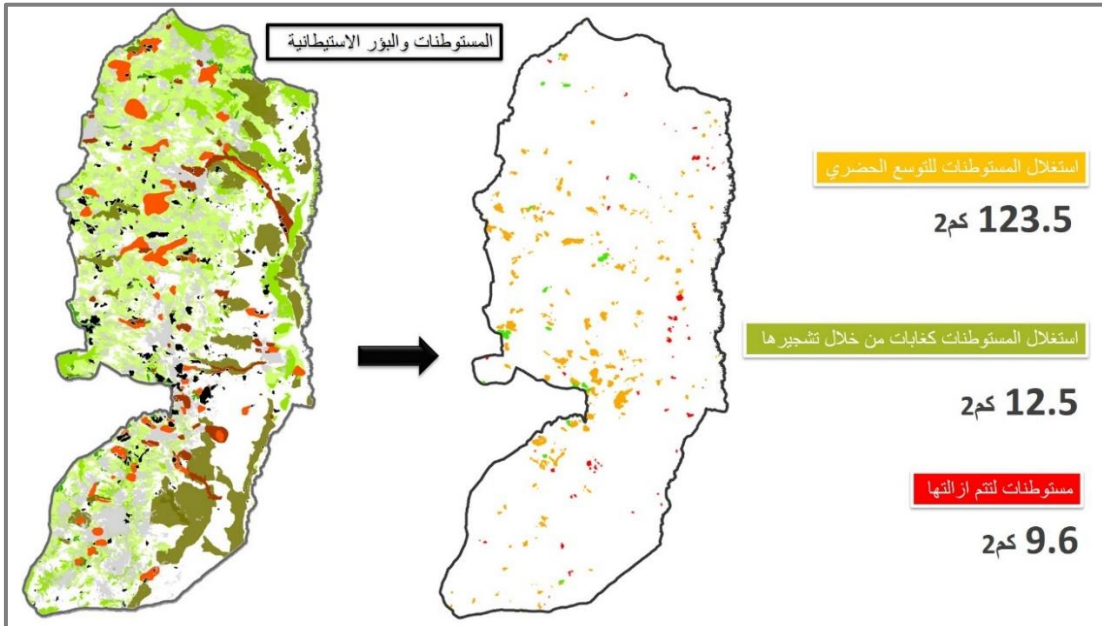 المستوطنات والبؤر الاستيطانية
استغلال المستوطنات للتوسع الحضري
123.5 كم2
استغلال المستوطنات كغابات من خلال تشجيرها
12.5 كم2
مستوطنات لتتم ازالتها
9.6 كم2